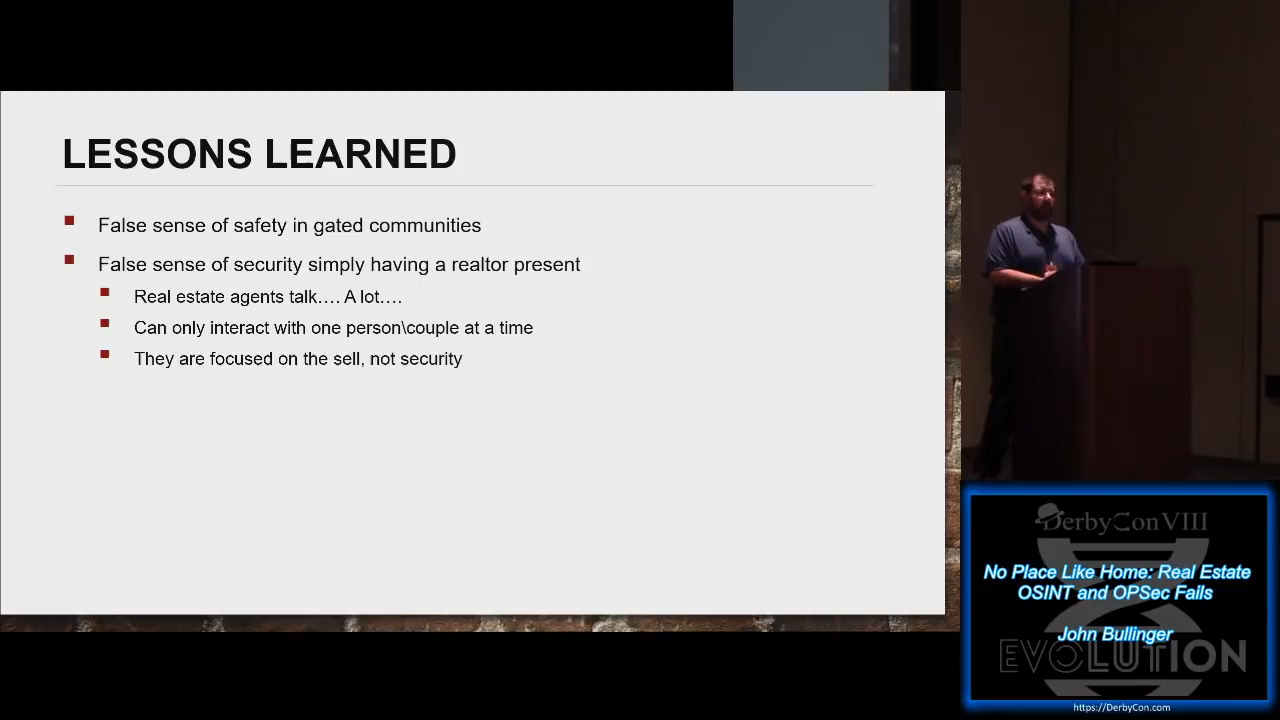 LESSONS LEARNED
False sense of safety in gated communities
False sense of security simply having a realtor present
Real estate agents talk…. A lot….
Can only interact with one person\couple at a time
They are focused on the sell, not security
DerbyCon VIII
No Place Like Home: Real Estate
OSINT and OPSec Fails
John Bullinger
EVOLUTION
https://DerbyCon.com